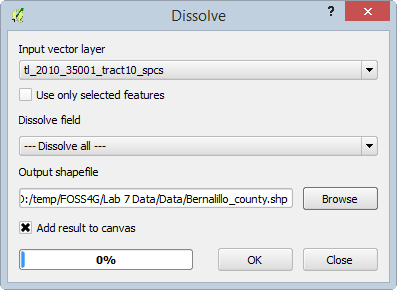 Dissolve
?
Input vector layer
tl_2010_35001_tract10_spcs
Use only selected features
Dissolve field
--- Dissolve all ---
Output shapefile
D:/temp/FOSS4G/Lab 7 Data/Data/Bernalillo_county.shp
Browse
Add result to canvas
0%
OK
Close